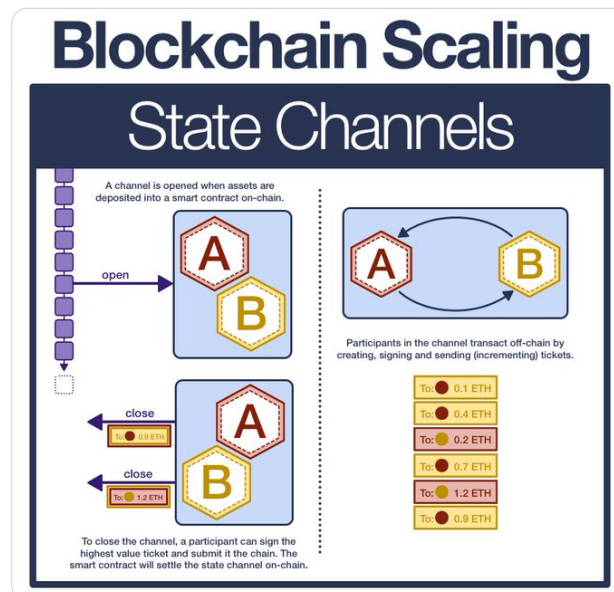 Blockchain Scaling
State Channels
A channel is opened when assets are
deposited into a smart contract on-chain.
open
A
B
A
B
Participants in the channel transact off-chain by
creating, signing and sending (incrementing) tickets.
To: 0.1 ETH
To: 0.4 ETH
To: 0.2 ETH
To: 0.7 ETH
To: 1.2 ETH
To: 0.9 ETH
close
To: 0.9 ETH
close
To: 1.2 ETH
A
B
To close the channel, a participant can sign the
highest value ticket and submit it the chain. The
smart contract will settle the state channel on-chain.